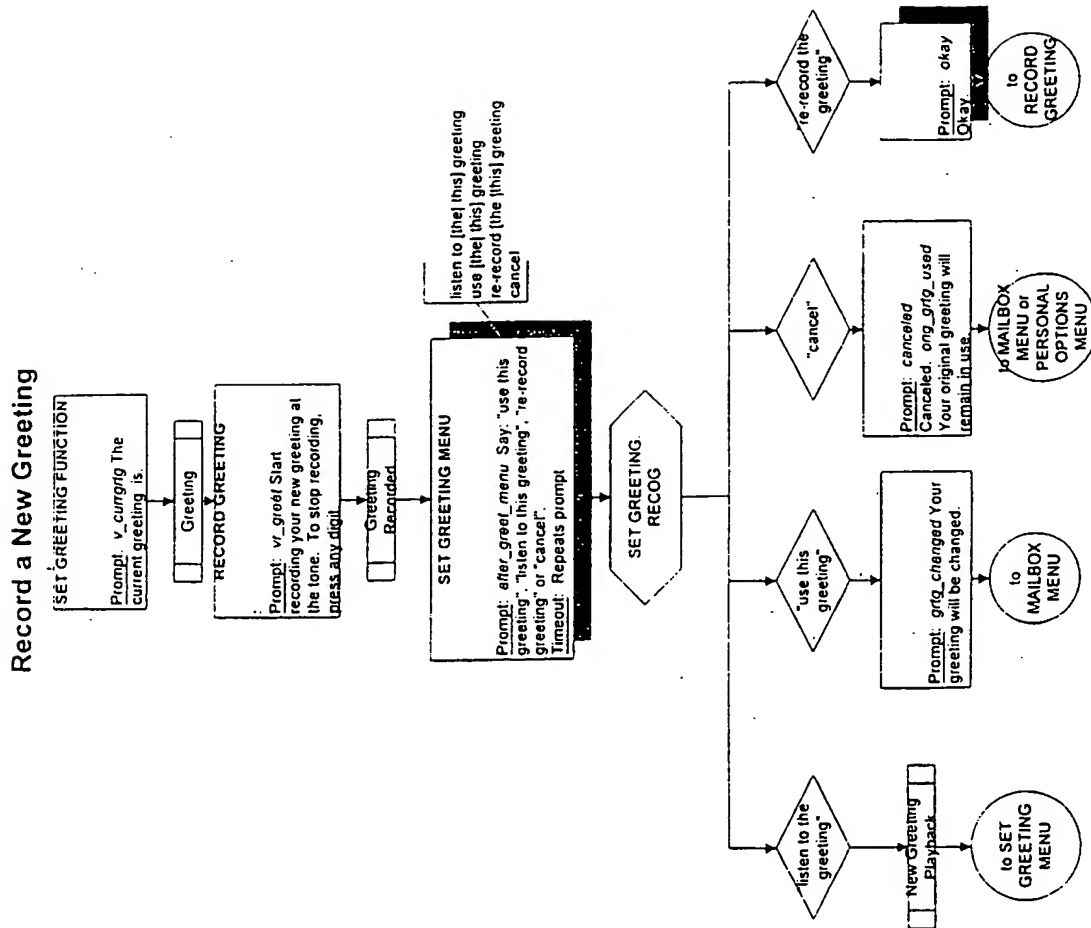 Record a New Greeting
SET GREETING FUNCTION
Prompt: v_currgrtg The
current greeting is.
Greeting
RECORD GREETING
Prompt: vr_greet Start
recording your new greeting at
the tone. To stop recording,
press any digit
Greeting
Recorded
SET GREETING MENU
Prompt: after_greet_menu Say: "use this
greeting", "listen to this greeting", "re-record
greeting" or "cancel".
Timeout: Repeats prompt
listen to [the| this] greeting
use [the| this] greeting
re-record [the |this] greeting
cancel
SET GREETING.
RECOG
"listen to the
greeting"
New Greeting
Playback
to SET
GREETING
MENU
"use this
greeting"
Prompt: grtg_changed Your
greeting will be changed.
to
MAILBOX
MENU
"cancel"
Prompt: canceled
Canceled. orig_grtg_used
Your original greeting will
remain in use
to MAILBOX
MENU or
PERSONAL
OPTIONS
MENU
"re-record the
greeting"
Prompt: okay
Okay.
to
RECORD
GREETING